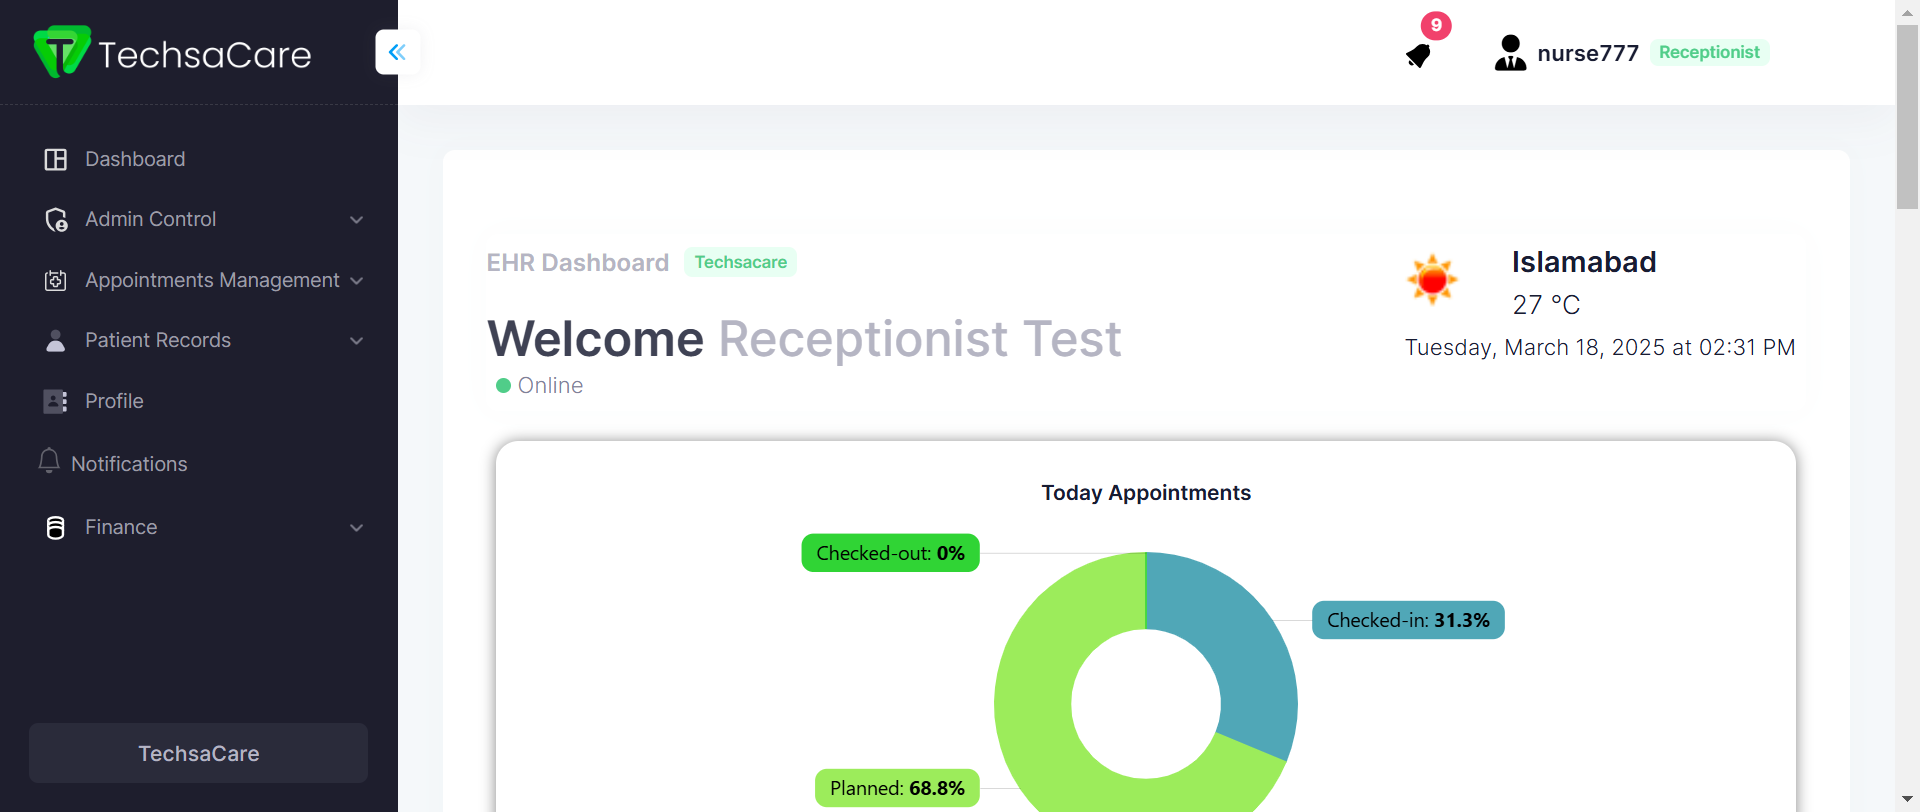 TechsaCare
9
nurse777 Receptionist
Dashboard
Admin Control
Appointments Management
Patient Records
Profile
Notifications
Finance
TechsaCare
EHR Dashboard Techsacare
Welcome Receptionist Test
Online
Islamabad
27 °C
Tuesday, March 18, 2025 at 02:31 PM
Today Appointments
Checked-out: 0%
Checked-in: 31.3%
Planned: 68.8%